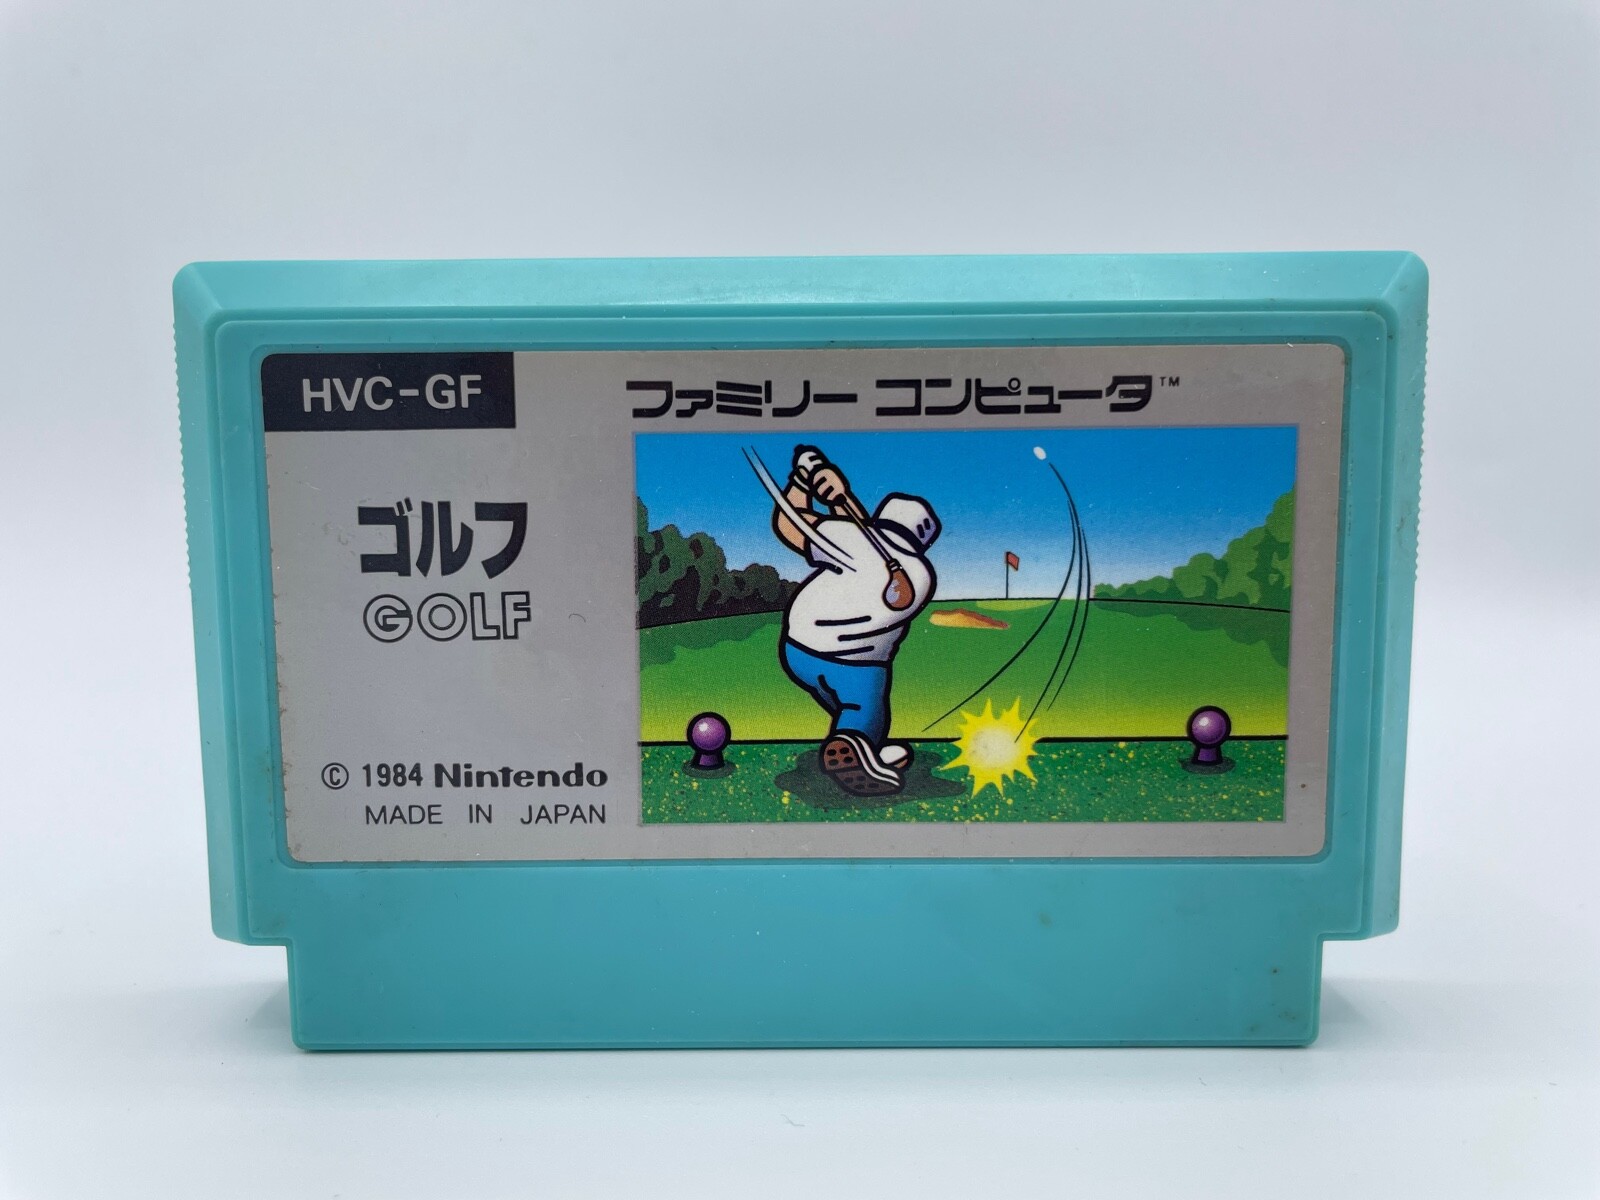 HVC-GF
ファミリー コンピュータ™
ゴルフ
GOLF
© 1984 Nintendo
MADE IN JAPAN